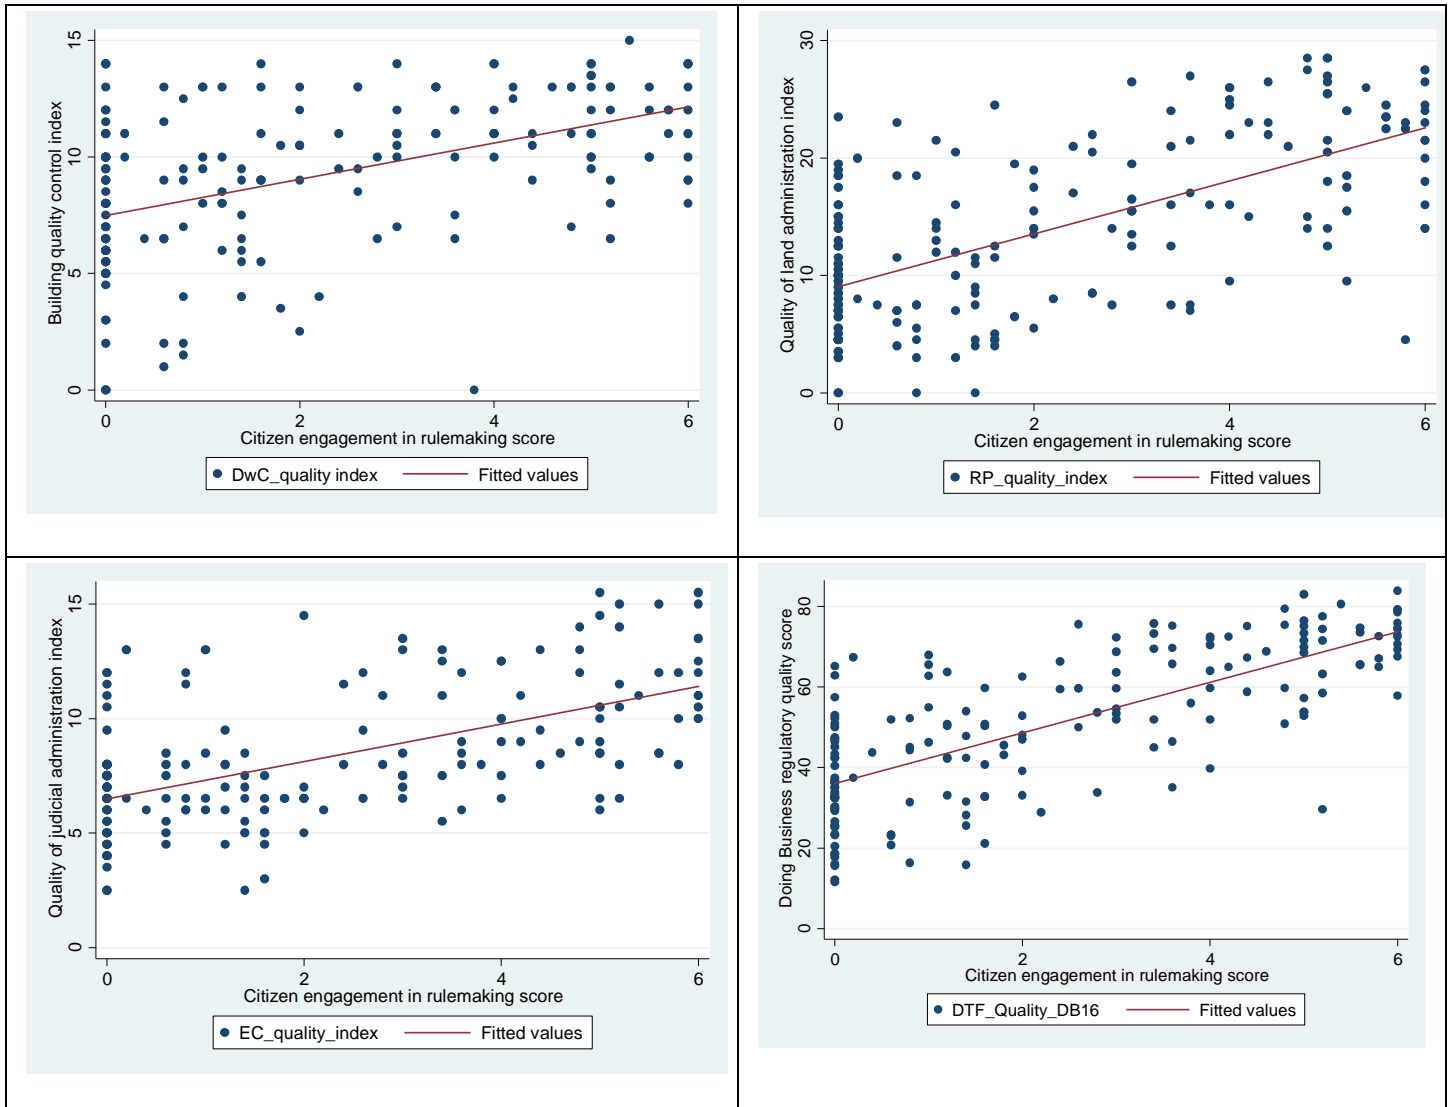 Building quality control index
15
10
5
0
0 2 4 6
Citizen engagement in rulemaking score
DwC_quality index Fitted values
Quality of land administration index
30
20
10
0
0 2 4 6
Citizen engagement in rulemaking score
RP_quality_index Fitted values
Quality of judicial administration index
15
10
5
0
0 2 4 6
Citizen engagement in rulemaking score
EC_quality_index Fitted values
Doing Business regulatory quality score
80
60
40
20
0
0 2 4 6
Citizen engagement in rulemaking score
DTF_Quality_DB16 Fitted values